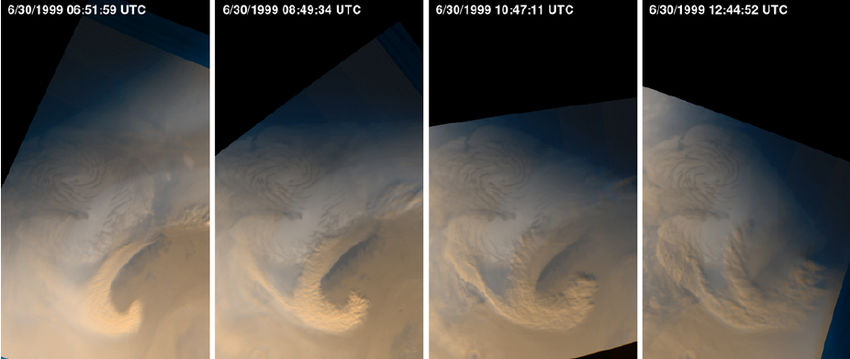 6/30/1999 06:51:59 UTC
6/30/1999 08:49:34 UTC
6/30/1999 10:47:11 UTC
6/30/1999 12:44:52 UTC